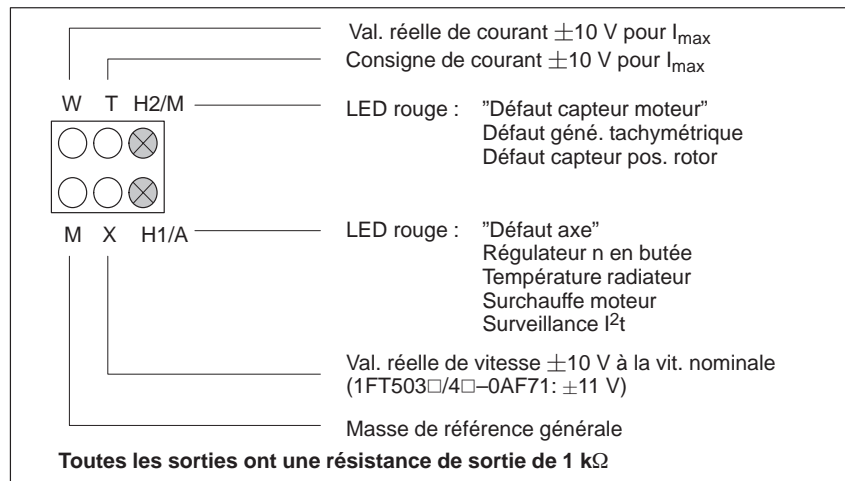 Val. réelle de courant ±10 V pour Imax
Consigne de courant ±10 V pour Imax
W T H2/M
LED rouge : ”Défaut capteur moteur”
Défaut géné. tachymétrique
Défaut capteur pos. rotor
M X H1/A
LED rouge : ”Défaut axe”
Régulateur n en butée
Température radiateur
Surchauffe moteur
Surveillance I²t
Val. réelle de vitesse ±10 V à la vit. nominale
(1FT503□/4□–0AF71: ±11 V)
Masse de référence générale
Toutes les sorties ont une résistance de sortie de 1 kΩ